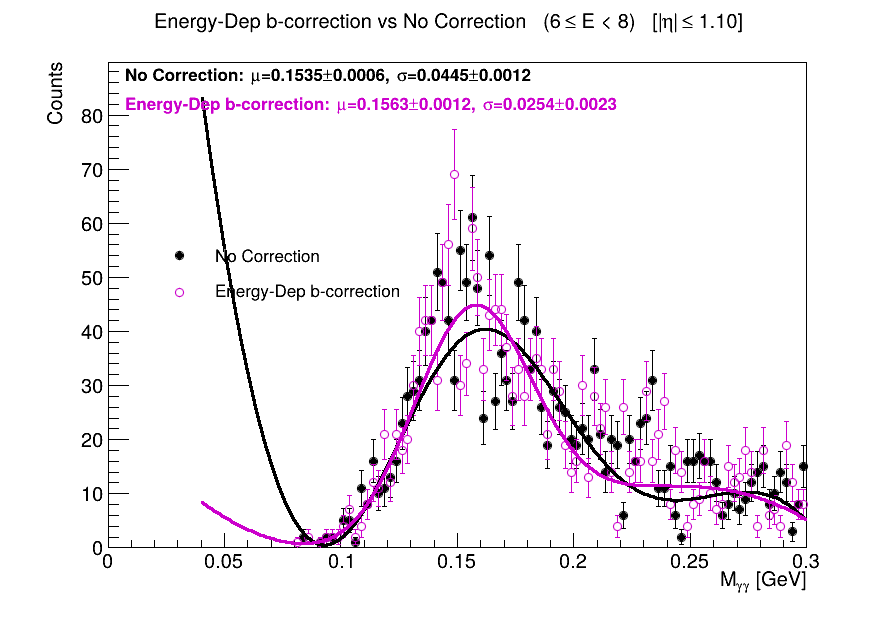 Energy-Dep b-correction vs No Correction (6 ≤ E < 8) [|η| ≤ 1.10]
No Correction: μ=0.1535±0.0006, σ=0.0445±0.0012
Energy-Dep b-correction: μ=0.1563±0.0012, σ=0.0254±0.0023
Counts
80
70
60
50
40
30
20
10
0
No Correction
Energy-Dep b-correction
0
0.05
0.1
0.15
0.2
0.25
0.3
Mγγ [GeV]